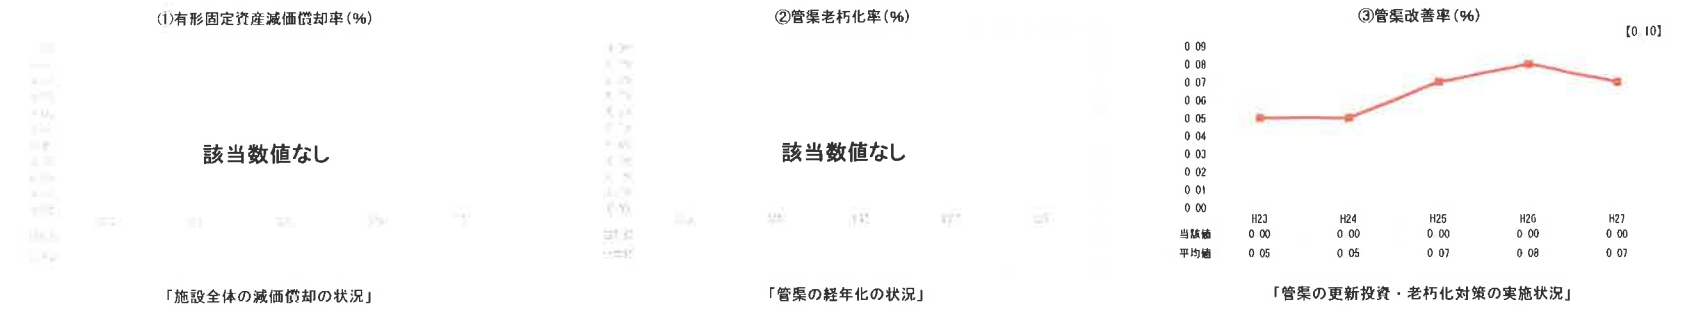 ①有形固定資産減価償却率(%)
該当数値なし
「施設全体の減価償却の状況」
②管渠老朽化率(%)
該当数値なし
「管渠の経年化の状況」
③管渠改善率(%)
【0.10】
0.09
0.08
0.07
0.06
0.05
0.04
0.03
0.02
0.01
0.00
H23 H24 H25 H26 H27
当該値 0.00 0.00 0.00 0.00 0.00
平均値 0.05 0.05 0.07 0.08 0.07
「管渠の更新投資・老朽化対策の実施状況」